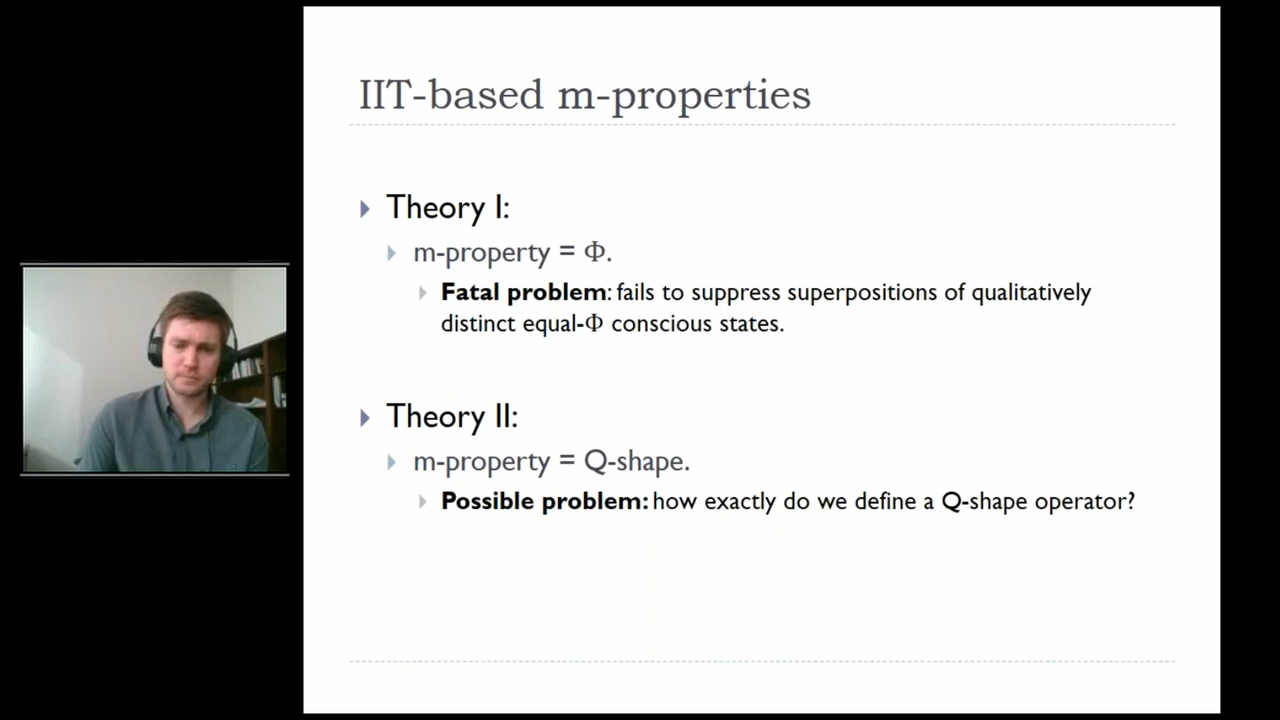 IIT-based m-properties
Theory I:
m-property = Φ.
Fatal problem: fails to suppress superpositions of qualitatively
distinct equal-Φ conscious states.
Theory II:
m-property = Q-shape.
Possible problem: how exactly do we define a Q-shape operator?